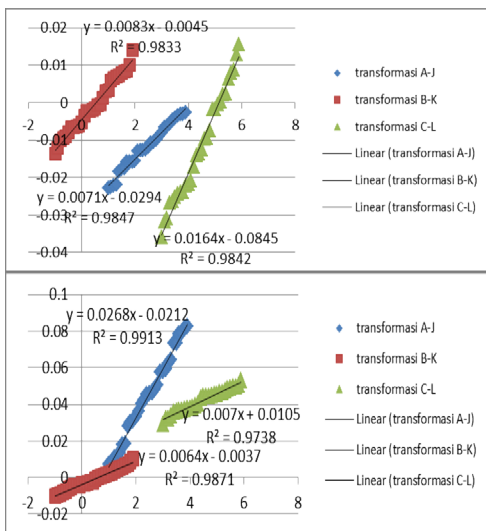 y = 0.0083x - 0.0045
R² = 0.9833
0.02
0.01
0
-2 0 2 4 6 8
-0.01
-0.02
-0.03
-0.04
y = 0.0071x - 0.0294
R² = 0.9847
y = 0.0164x - 0.0845
R² = 0.9842
transformasi A-J
transformasi B-K
transformasi C-L
Linear (transformasi A-J)
Linear (transformasi B-K)
Linear (transformasi C-L)
0.1
0.08
0.06
0.04
0.02
0
-0.02
-2 0 2 4 6 8
y = 0.0268x - 0.0212
R² = 0.9913
y = 0.007x + 0.0105
R² = 0.9738
y = 0.0064x - 0.0037
R² = 0.9871
transformasi A-J
transformasi B-K
transformasi C-L
Linear (transformasi A-J)
Linear (transformasi B-K)
Linear (transformasi C-L)